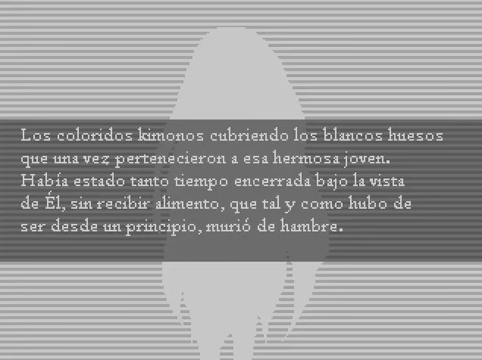 Los coloridos kimonos cubriendo los blancos huesos
que una vez pertenecieron a esa hermosa joven.
Había estado tanto tiempo encerrada bajo la vista
de Él, sin recibir alimento, que tal y como hubo de
ser desde un principio, murió de hambre.